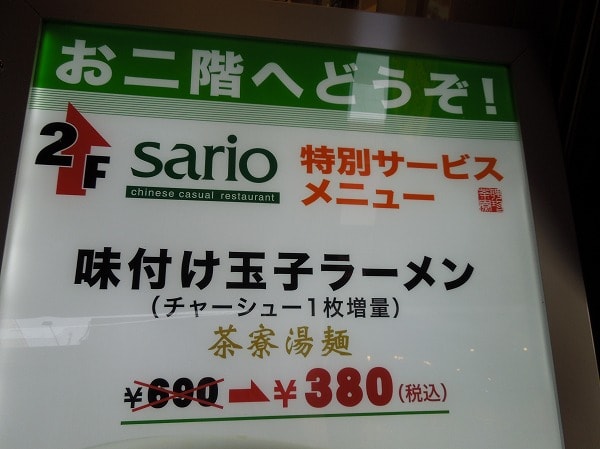 お二階へどうぞ!
2F
sario
chinese casual restaurant
特別サービス
メニュー
味付け玉子ラーメン
(チャーシュー1枚増量)
茶寮湯麺
¥690→¥380(税込)